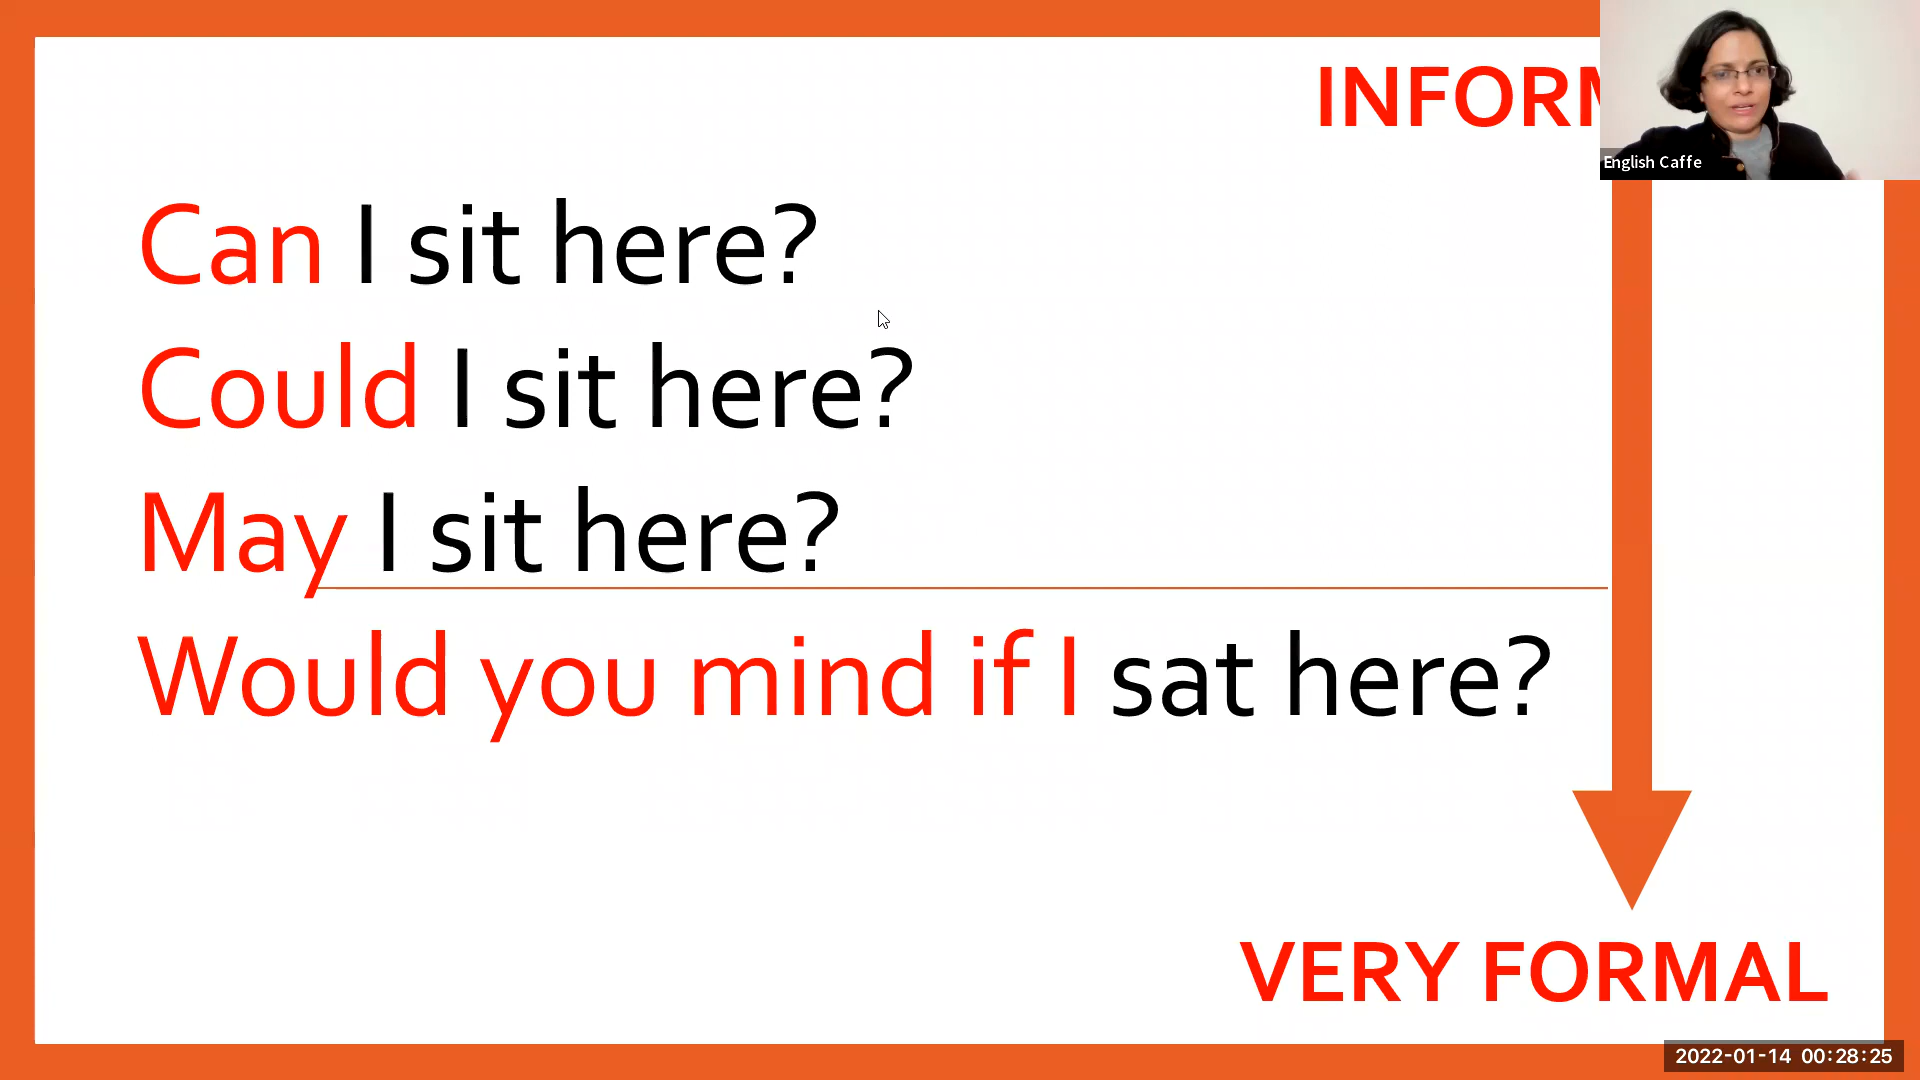 English Caffe
Can I sit here?
Could I sit here?
May I sit here?
Would you mind if I sat here?
VERY FORMAL
2022-01-14 00:28:25